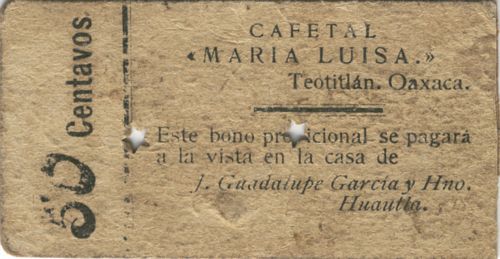 50 Centavos
CAFETAL
«MARIA LUISA.»
Teotitlán. Oaxaca.
Este bono se pagará
a la vista en la casa de
J. Guadalupe García y Hno.
Huautla.